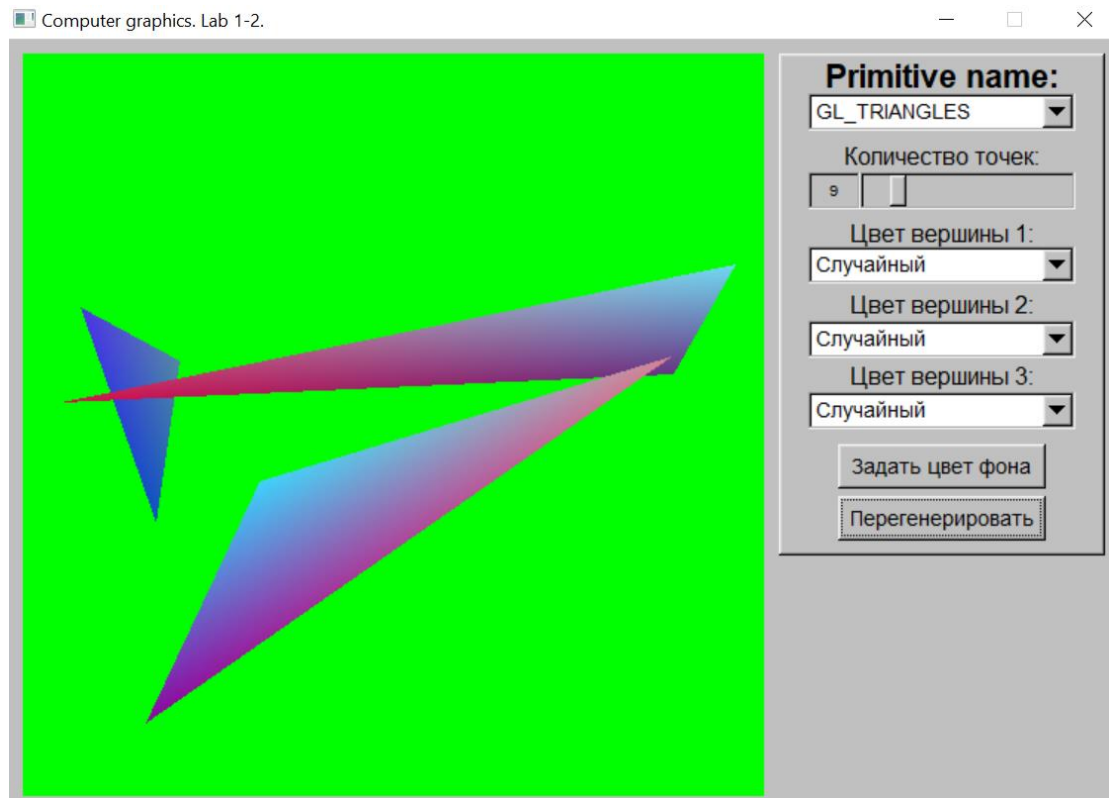 Computer graphics. Lab 1-2.
Primitive name:
GL_TRIANGLES
Количество точек:
9
Цвет вершины 1:
Случайный
Цвет вершины 2:
Случайный
Цвет вершины 3:
Случайный
Задать цвет фона
Перегенерировать